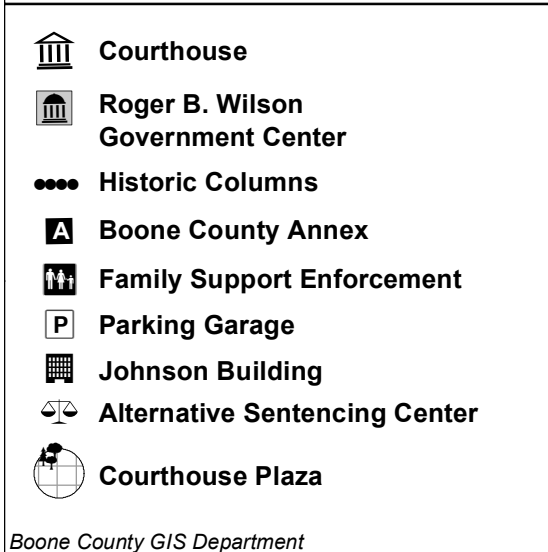 Courthouse
Roger B. Wilson
Government Center
Historic Columns
A Boone County Annex
Family Support Enforcement
P Parking Garage
Johnson Building
Alternative Sentencing Center
Courthouse Plaza
Boone County GIS Department